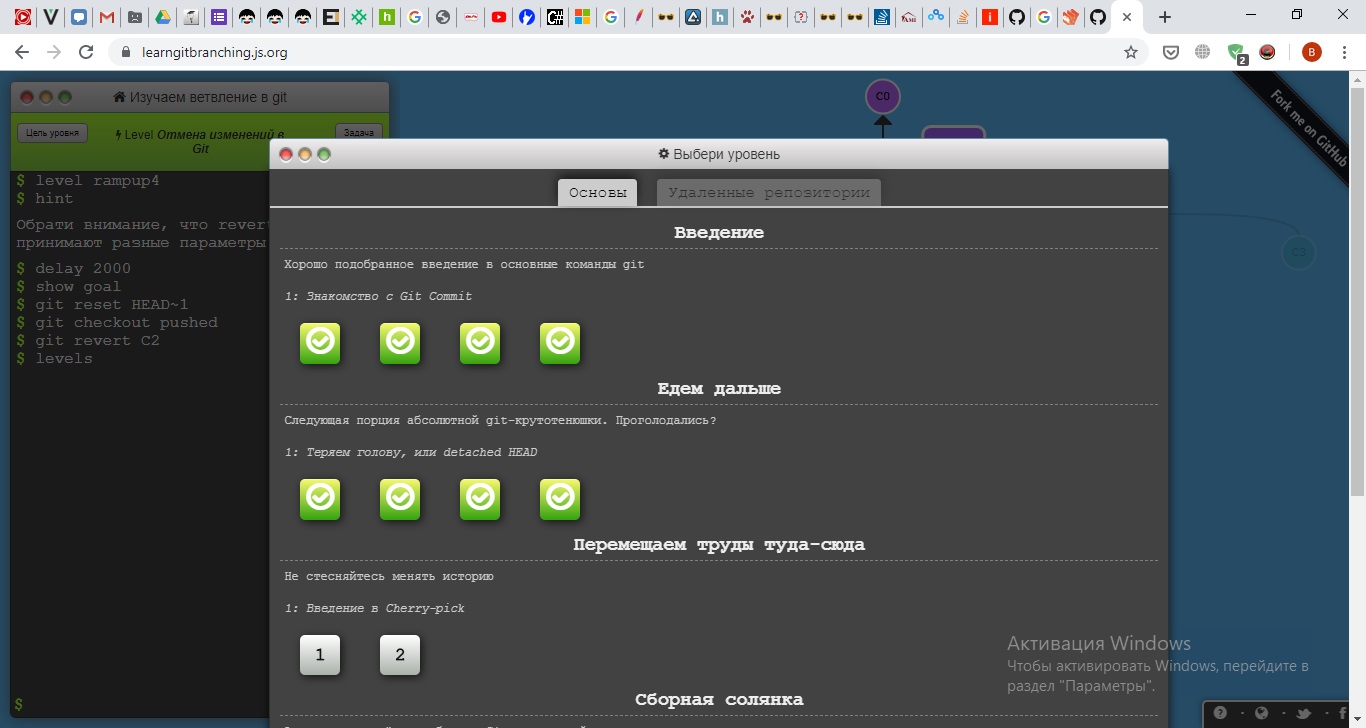 learngitbranching.js.org
B
2
Изучаем ветвление в git
Цель уровня
Level Отмена изменений в
Git
Задача
$ level rampup4
$ hint
Обрати внимание, что revert
принимают разные параметры
$ delay 2000
$ show goal
$ git reset HEAD~1
$ git checkout pushed
$ git revert C2
$ levels
$
C0
C3
Fork me on GitHub
Выбери уровень
Основы
Удаленные репозитории
Введение
Хорошо подобранное введение в основные команды git
1: Знакомство с Git Commit
Едем дальше
Следующая порция абсолютной git-крутотенюшки. Проголодались?
1: Теряем голову, или detached HEAD
Перемещаем труды туда-сюда
Не стесняйтесь менять историю
1: Введение в Cherry-pick
1 2
Сборная солянка
Активация Windows
Чтобы активировать Windows, перейдите в
раздел "Параметры".